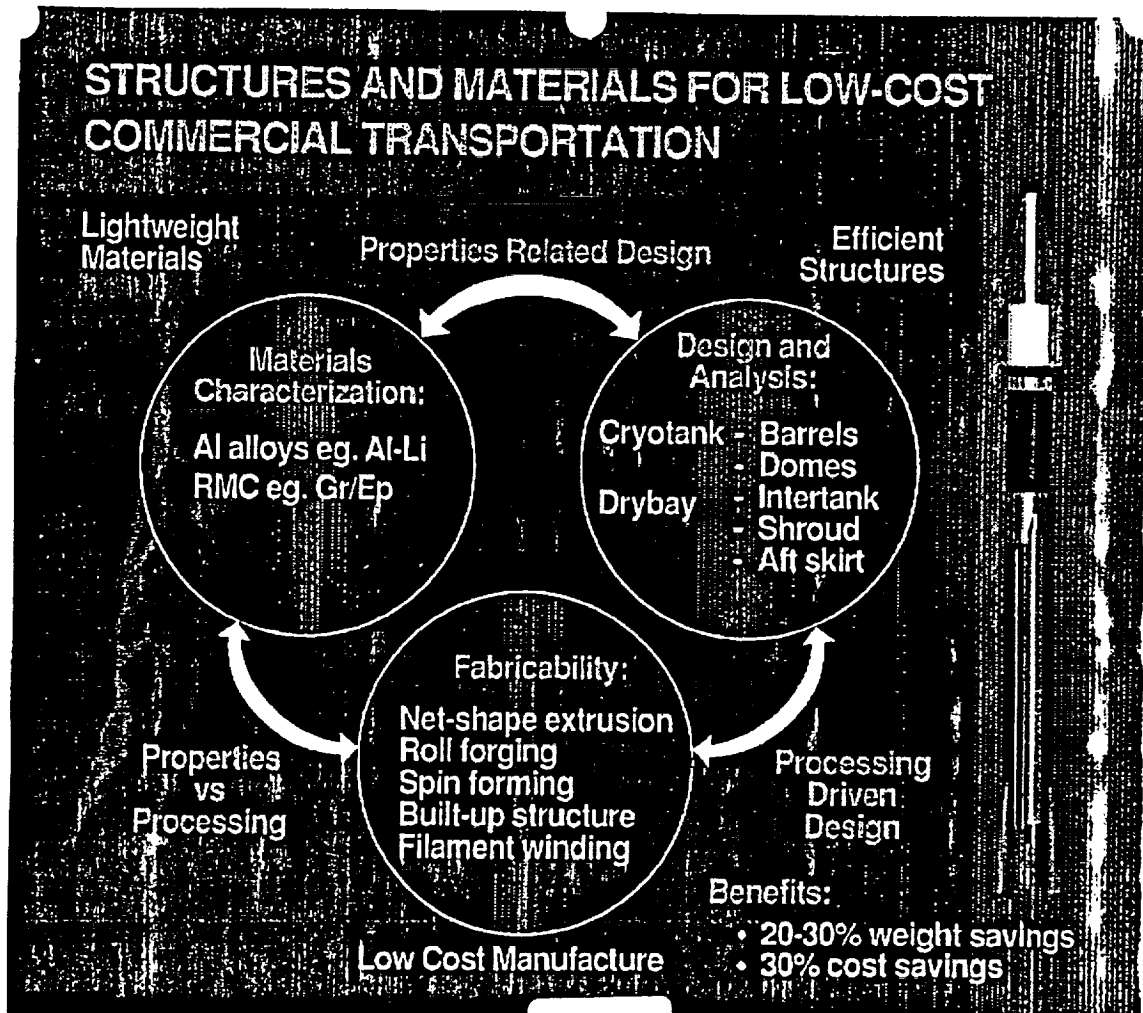 STRUCTURES AND MATERIALS FOR LOW-COST
COMMERCIAL TRANSPORTATION
Lightweight
Materials
Properties Related Design
Efficient
Structures
Materials
Characterization:
Al alloys eg. Al-Li
RMC eg. Gr/Ep
Design and
Analysis:
Cryotank - Barrels
- Domes
Drybay - Intertank
- Shroud
- Aft skirt
Fabricability:
Net-shape extrusion
Roll forging
Spin forming
Built-up structure
Filament winding
Properties
vs
Processing
Processing
Driven
Design
Low Cost Manufacture
Benefits:
• 20-30% weight savings
• 30% cost savings